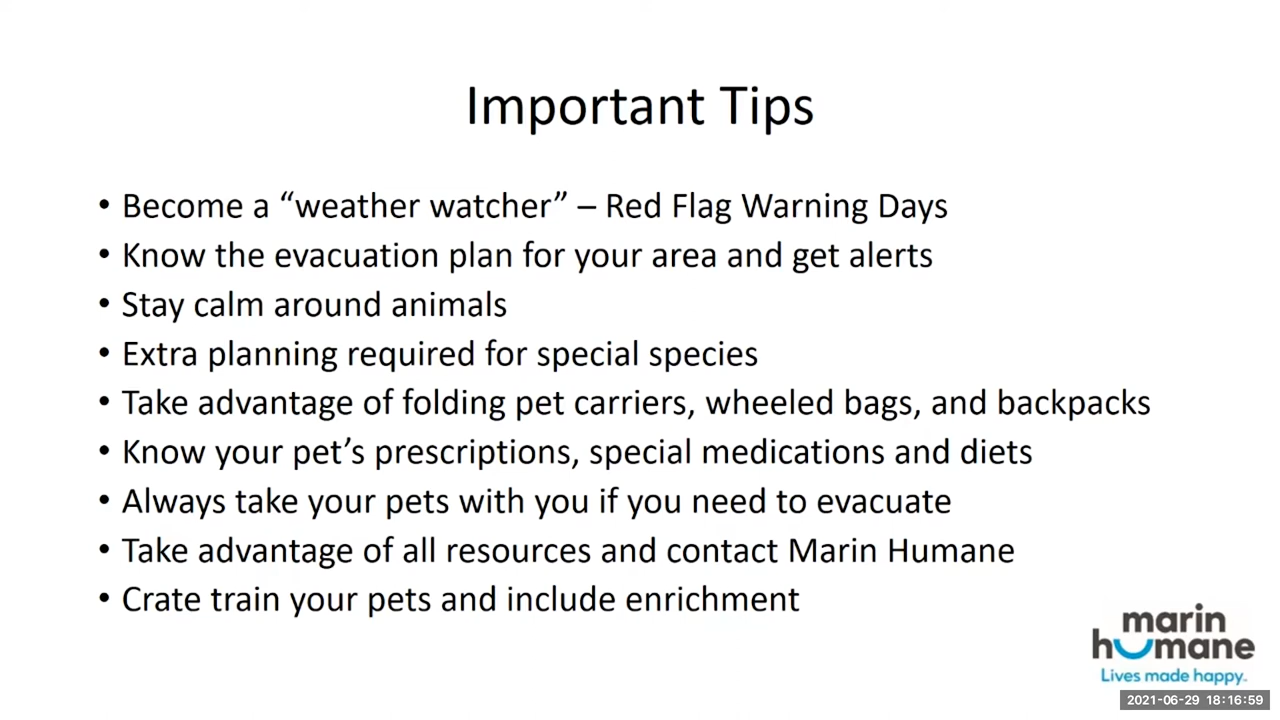 Important Tips
• Become a “weather watcher” – Red Flag Warning Days
• Know the evacuation plan for your area and get alerts
• Stay calm around animals
• Extra planning required for special species
• Take advantage of folding pet carriers, wheeled bags, and backpacks
• Know your pet’s prescriptions, special medications and diets
• Always take your pets with you if you need to evacuate
• Take advantage of all resources and contact Marin Humane
• Crate train your pets and include enrichment
marin
humane
Lives made happy.
2021-06-29 18:16:59